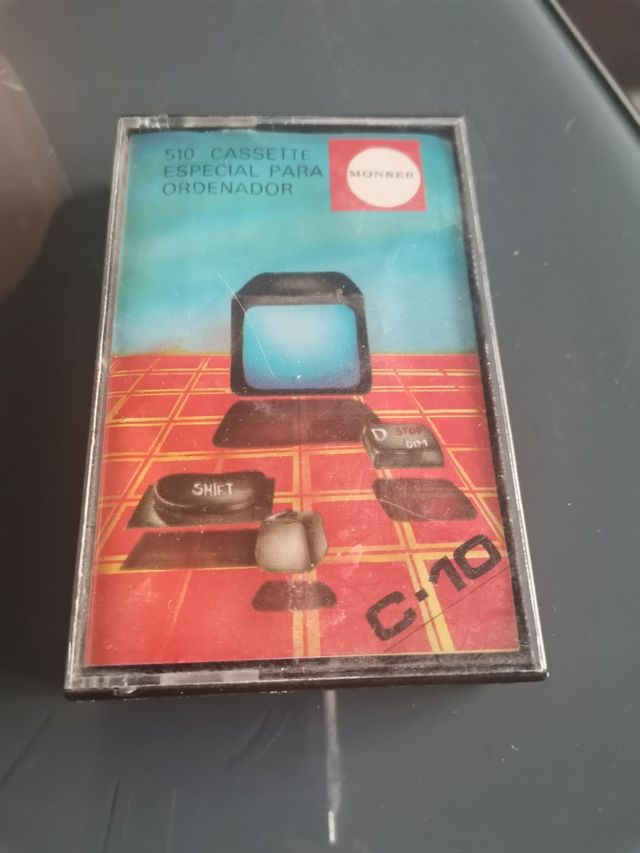 510 CASSETTE
ESPECIAL PARA
ORDENADOR
MONSER
D STOP
DIM
SHIFT
C-10